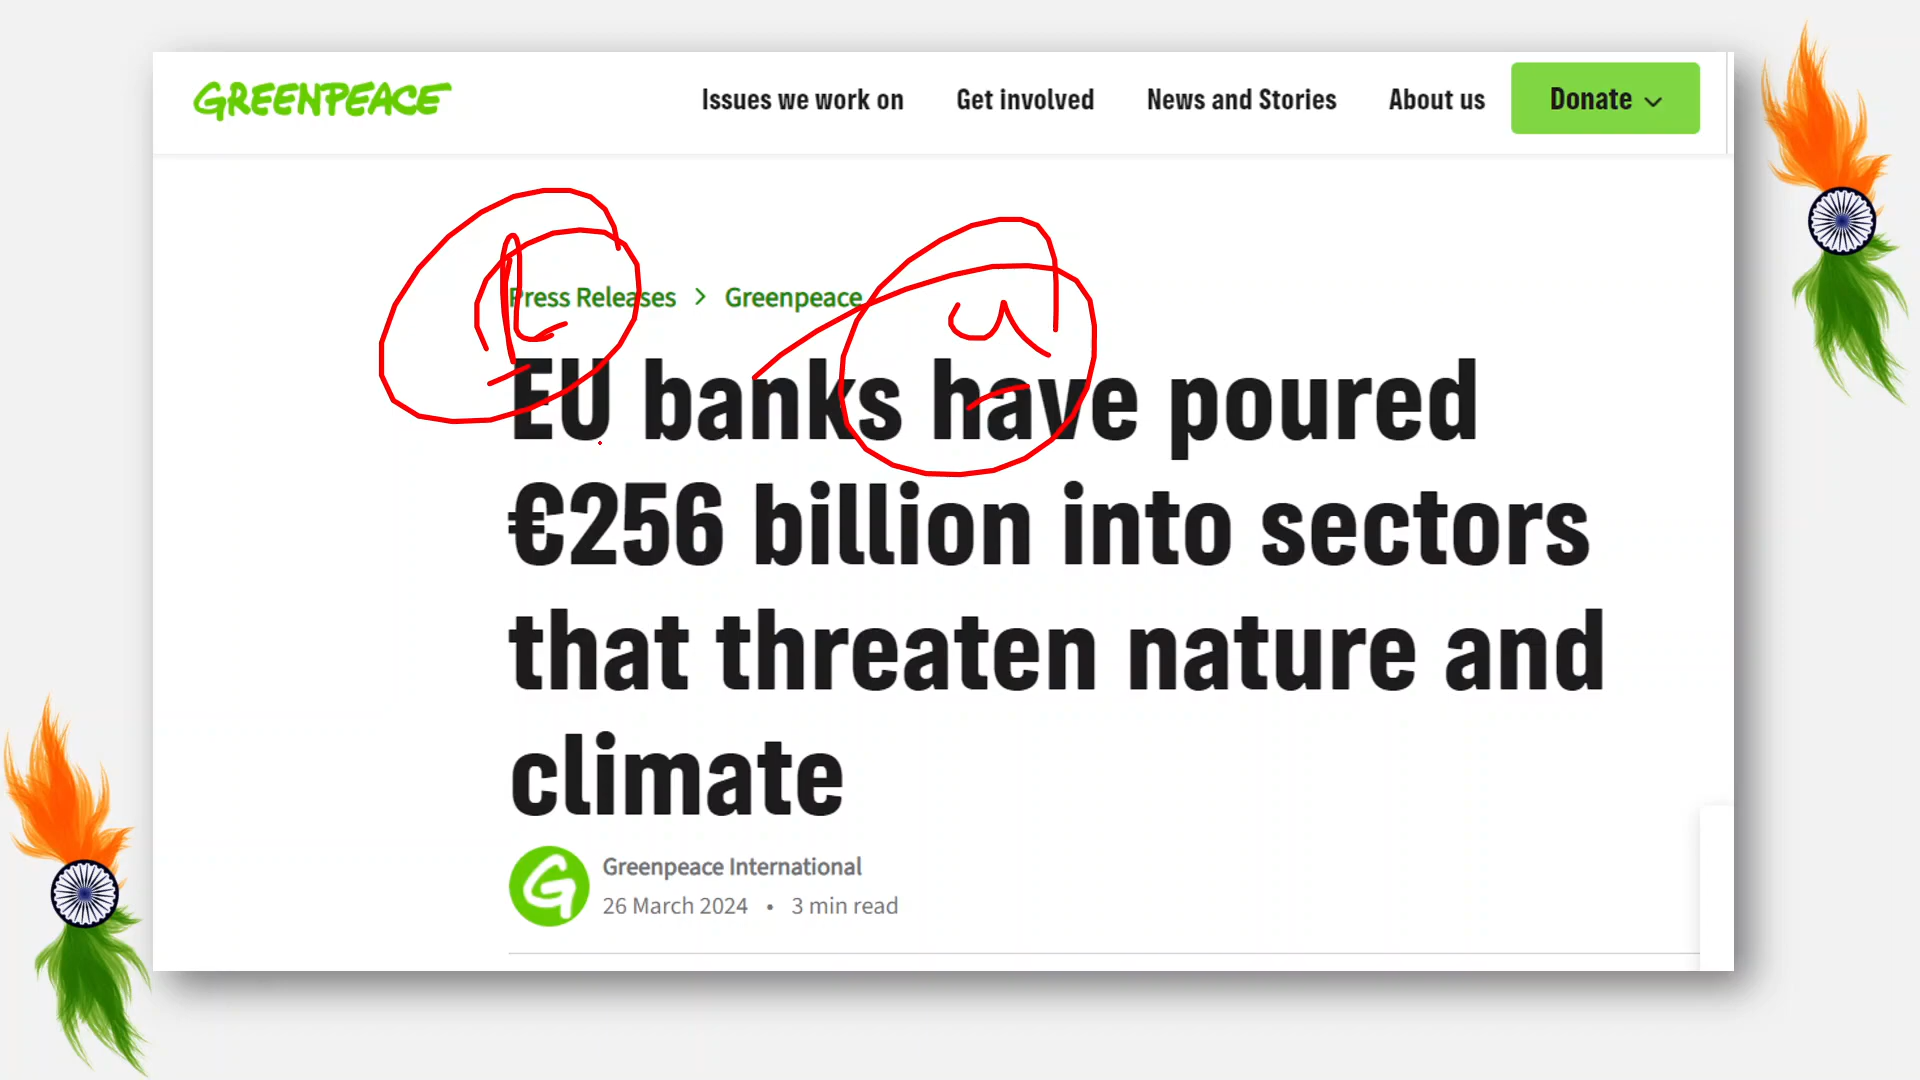 GREENPEACE
Issues we work on Get involved News and Stories About us Donate
Press Releases > Greenpeace
EU banks have poured
€256 billion into sectors
that threaten nature and
climate
Greenpeace International
26 March 2024 • 3 min read